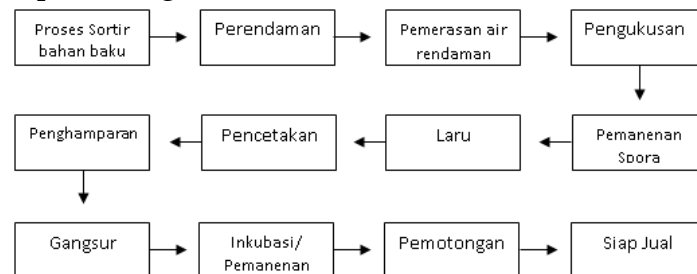 Proses Sortir
bahan baku
Perendaman
Pemerasan air
rendaman
Pengukusan
Penghamparan
Pencetakan
Laru
Pemanenan
Spora
Gangsur
Inkubasi/
Pemanenan
Pemotongan
Siap Jual